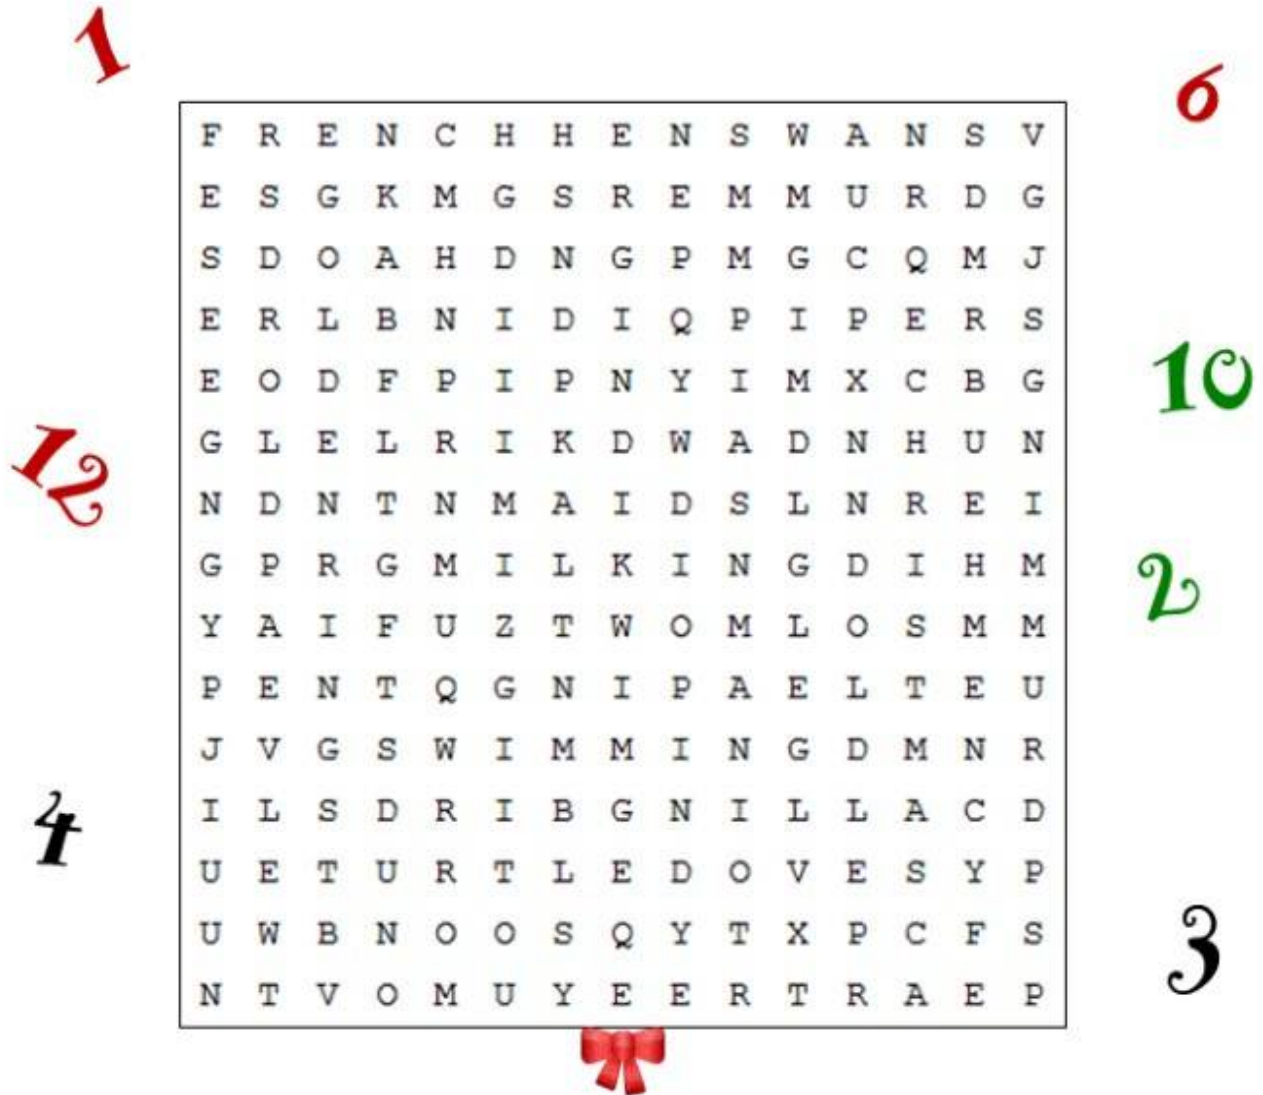 1
6
F R E N C H H E N S W A N S V
E S G K M G S R E M M U R D G
S D O A H D N G P M G C Q M J
E R L B N I D I Q P I P E R S
E O D F P I P N Y I M X C B G
10
G L E L R I K D W A D N H U N
12
N D N T N M A I D S L N R E I
G P R G M I L K I N G D I H M
2
Y A I F U Z T W O M L O S M M
P E N T Q G N I P A E L T E U
J V G S W I M M I N G D M N R
I L S D R I B G N I L L A C D
4
U E T U R T L E D O V E S Y P
U W B N O O S Q Y T X P C F S
3
N T V O M U Y E E R T R A E P